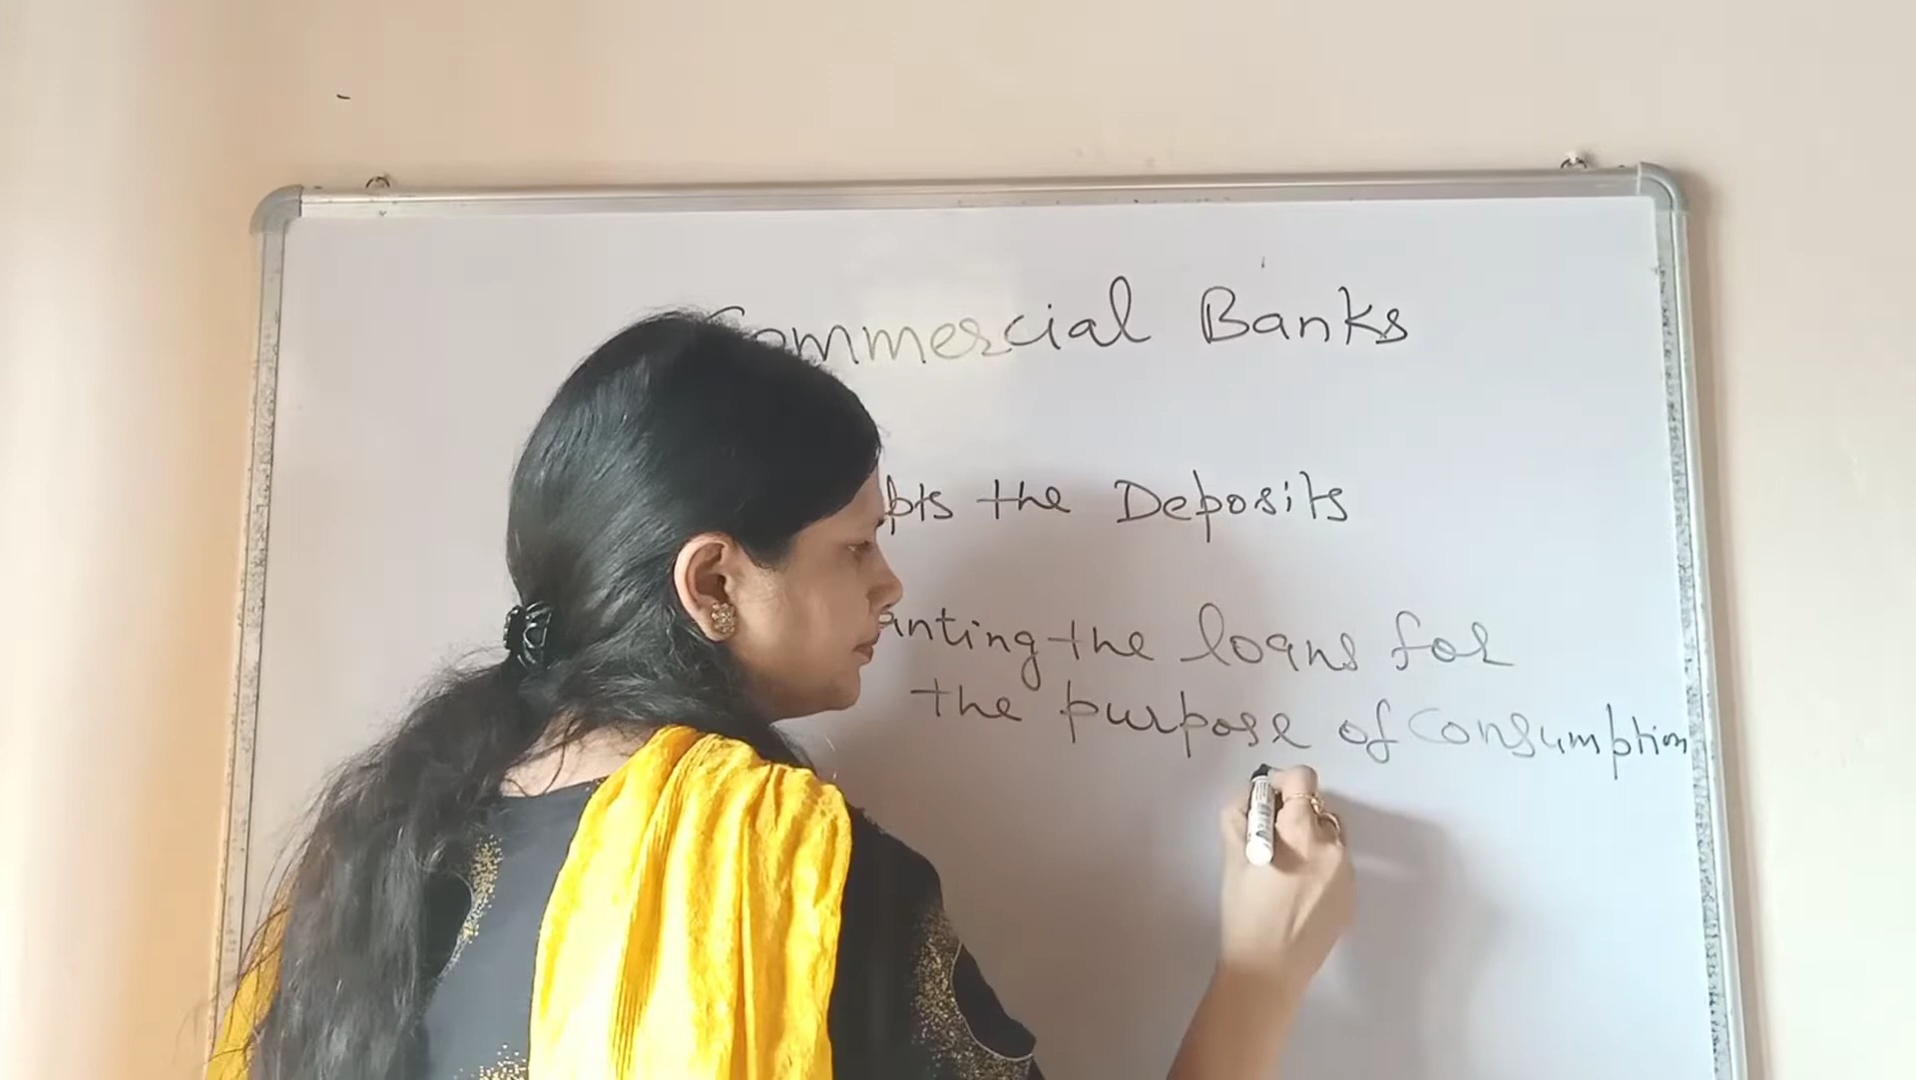 Commercial Banks
pts the Deposits
anting the loans for
the purpose of Consumption